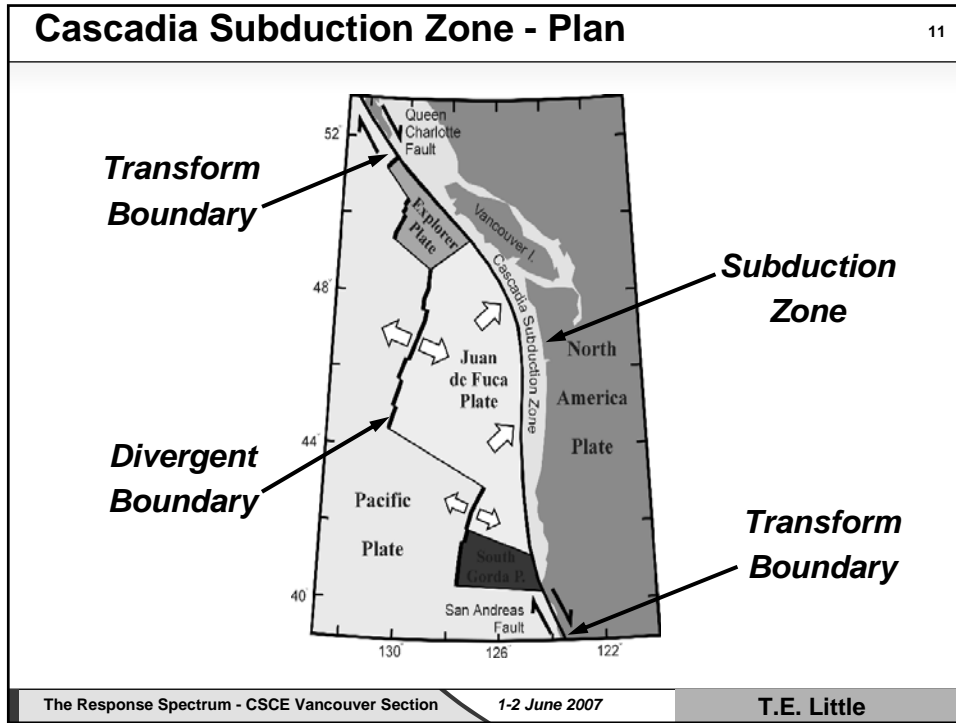 Cascadia Subduction Zone - Plan
11
Queen
Charlotte
Fault
52°
Transform
Boundary
Explorer
Plate
Vancouver I.
Cascadia Subduction Zone
Subduction
Zone
48°
North
America
Plate
Juan
de Fuca
Plate
44°
Divergent
Boundary
Pacific
Plate
Transform
Boundary
South
Gorda P.
40°
San Andreas
Fault
130°
126°
122°
The Response Spectrum - CSCE Vancouver Section
1-2 June 2007
T.E. Little